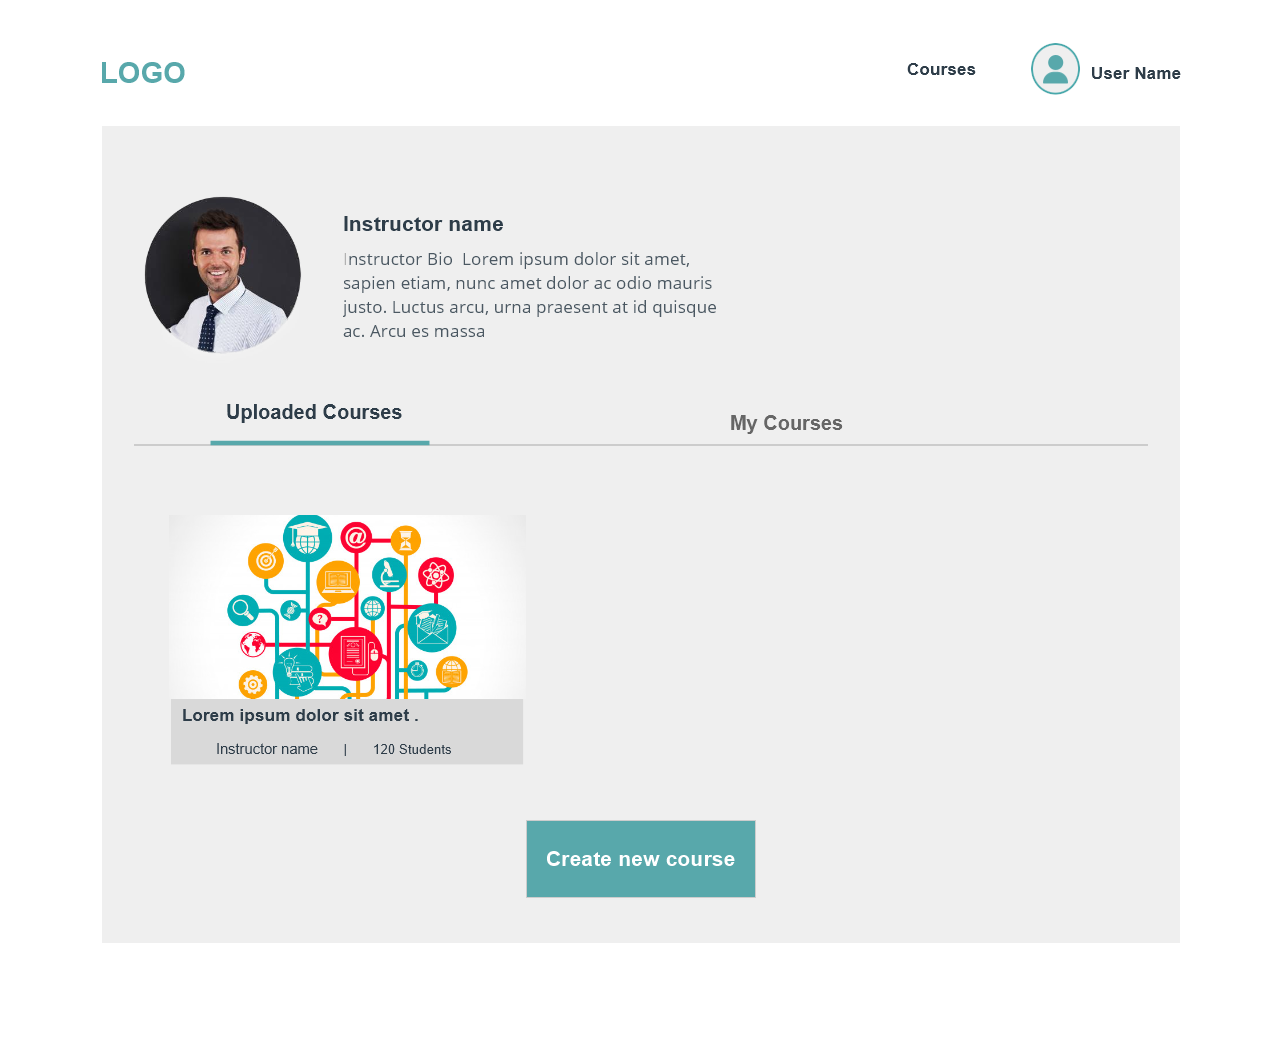 LOGO
Courses
User Name
Instructor name
Instructor Bio  Lorem ipsum dolor sit amet,
sapien etiam, nunc amet dolor ac odio mauris
justo. Luctus arcu, urna praesent at id quisque
ac. Arcu es massa
Uploaded Courses
My Courses
@
?
Lorem ipsum dolor sit amet .
Instructor name | 120 Students
Create new course